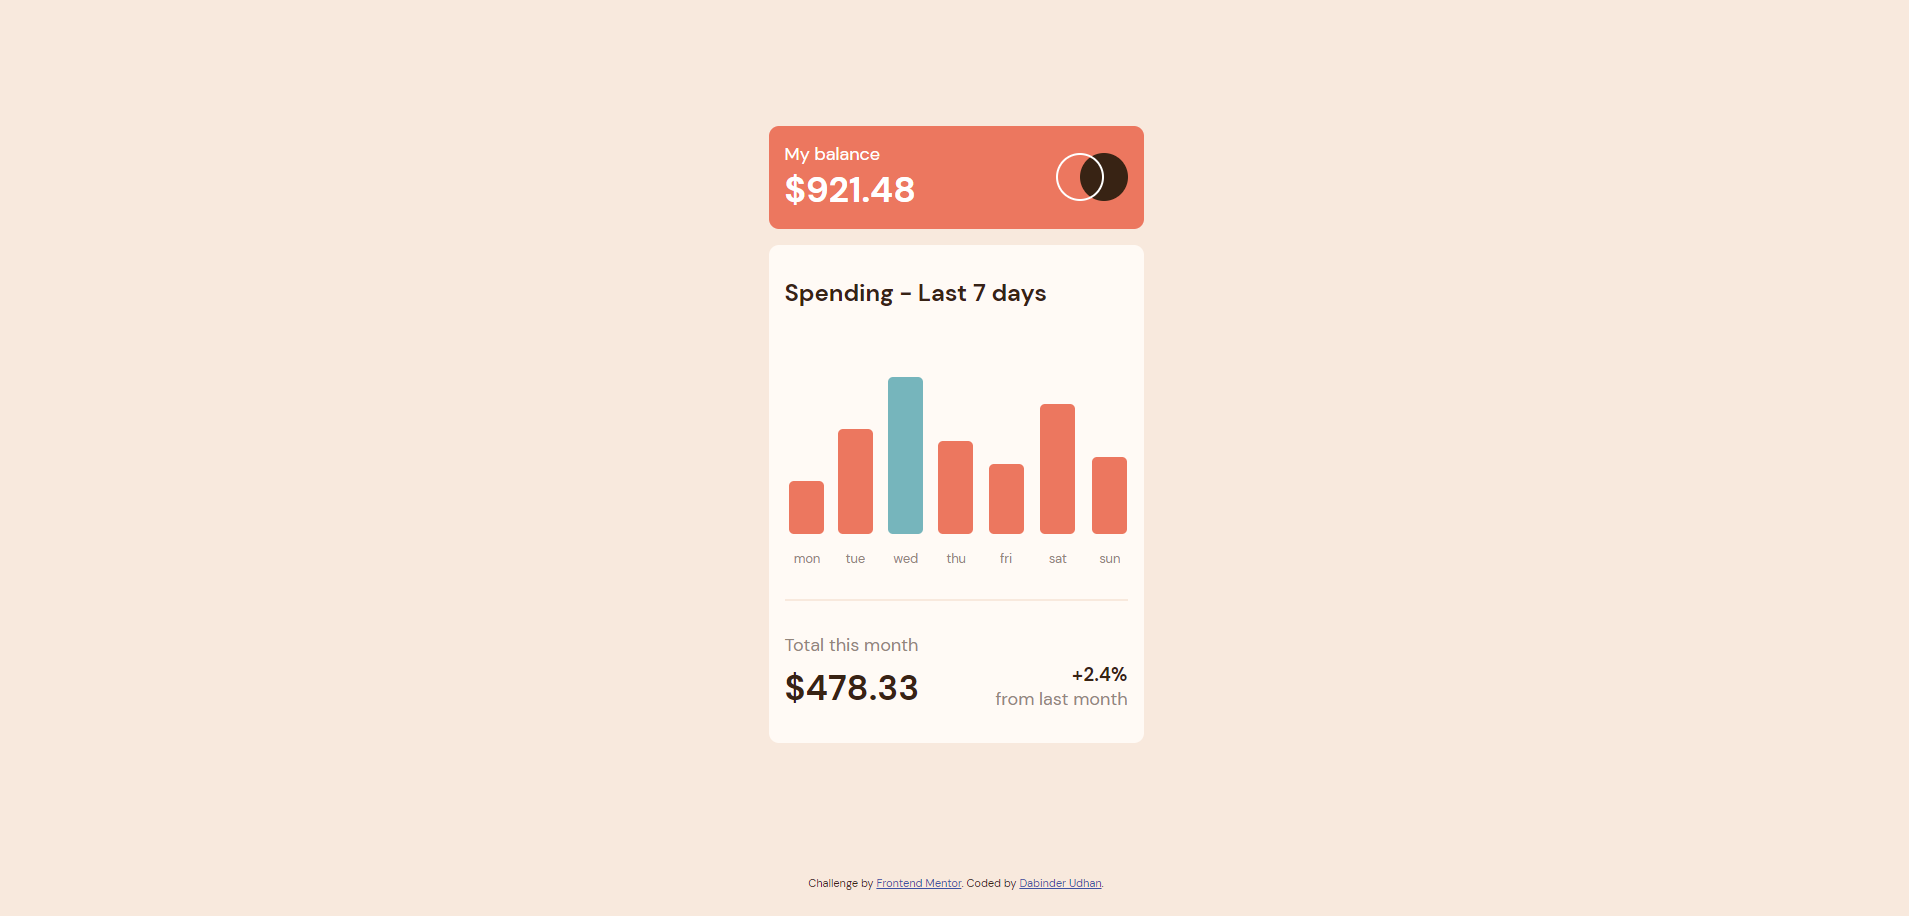 My balance
$921.48
Spending - Last 7 days
mon tue wed thu fri sat sun
Total this month
$478.33
+2.4%
from last month
Challenge by Frontend Mentor. Coded by Dabinder Udhan.